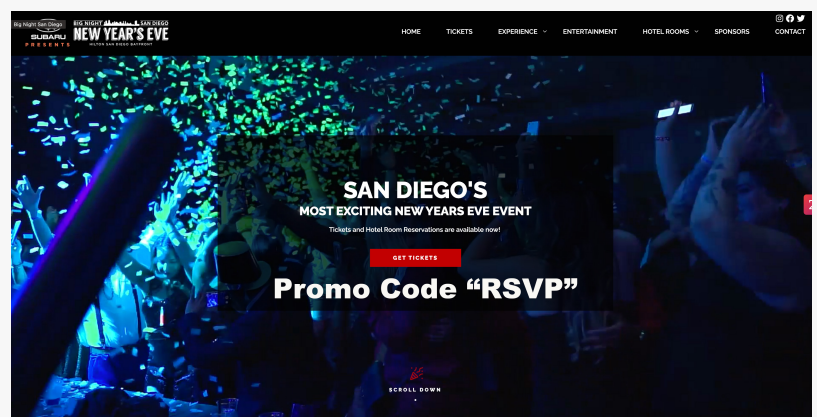 Big Night San Diego
SUBARU
PRESENTS
BIG NIGHT SAN DIEGO
NEW YEAR'S EVE
HILTON SAN DIEGO BAYFRONT
HOME
TICKETS
EXPERIENCE
ENTERTAINMENT
HOTEL ROOMS
SPONSORS
CONTACT
SAN DIEGO'S
MOST EXCITING NEW YEARS EVE EVENT
Tickets and Hotel Room Reservations are available now!
GET TICKETS
Promo Code “RSVP”
SCROLL DOWN